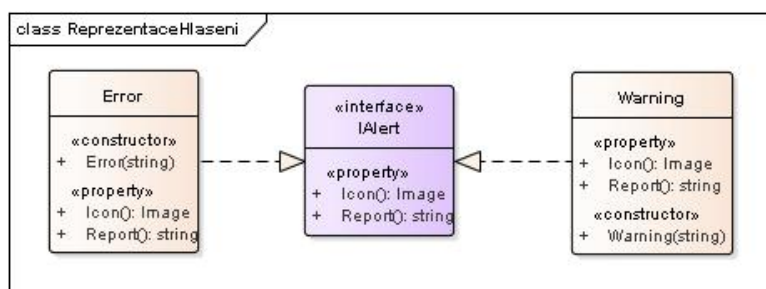 class ReprezentaceHlaseni
Error
«constructor»
+ Error(string)
«property»
+ Icon(): Image
+ Report(): string
«interface»
IAlert
«property»
+ Icon(): Image
+ Report(): string
Warning
«property»
+ Icon(): Image
+ Report(): string
«constructor»
+ Warning(string)